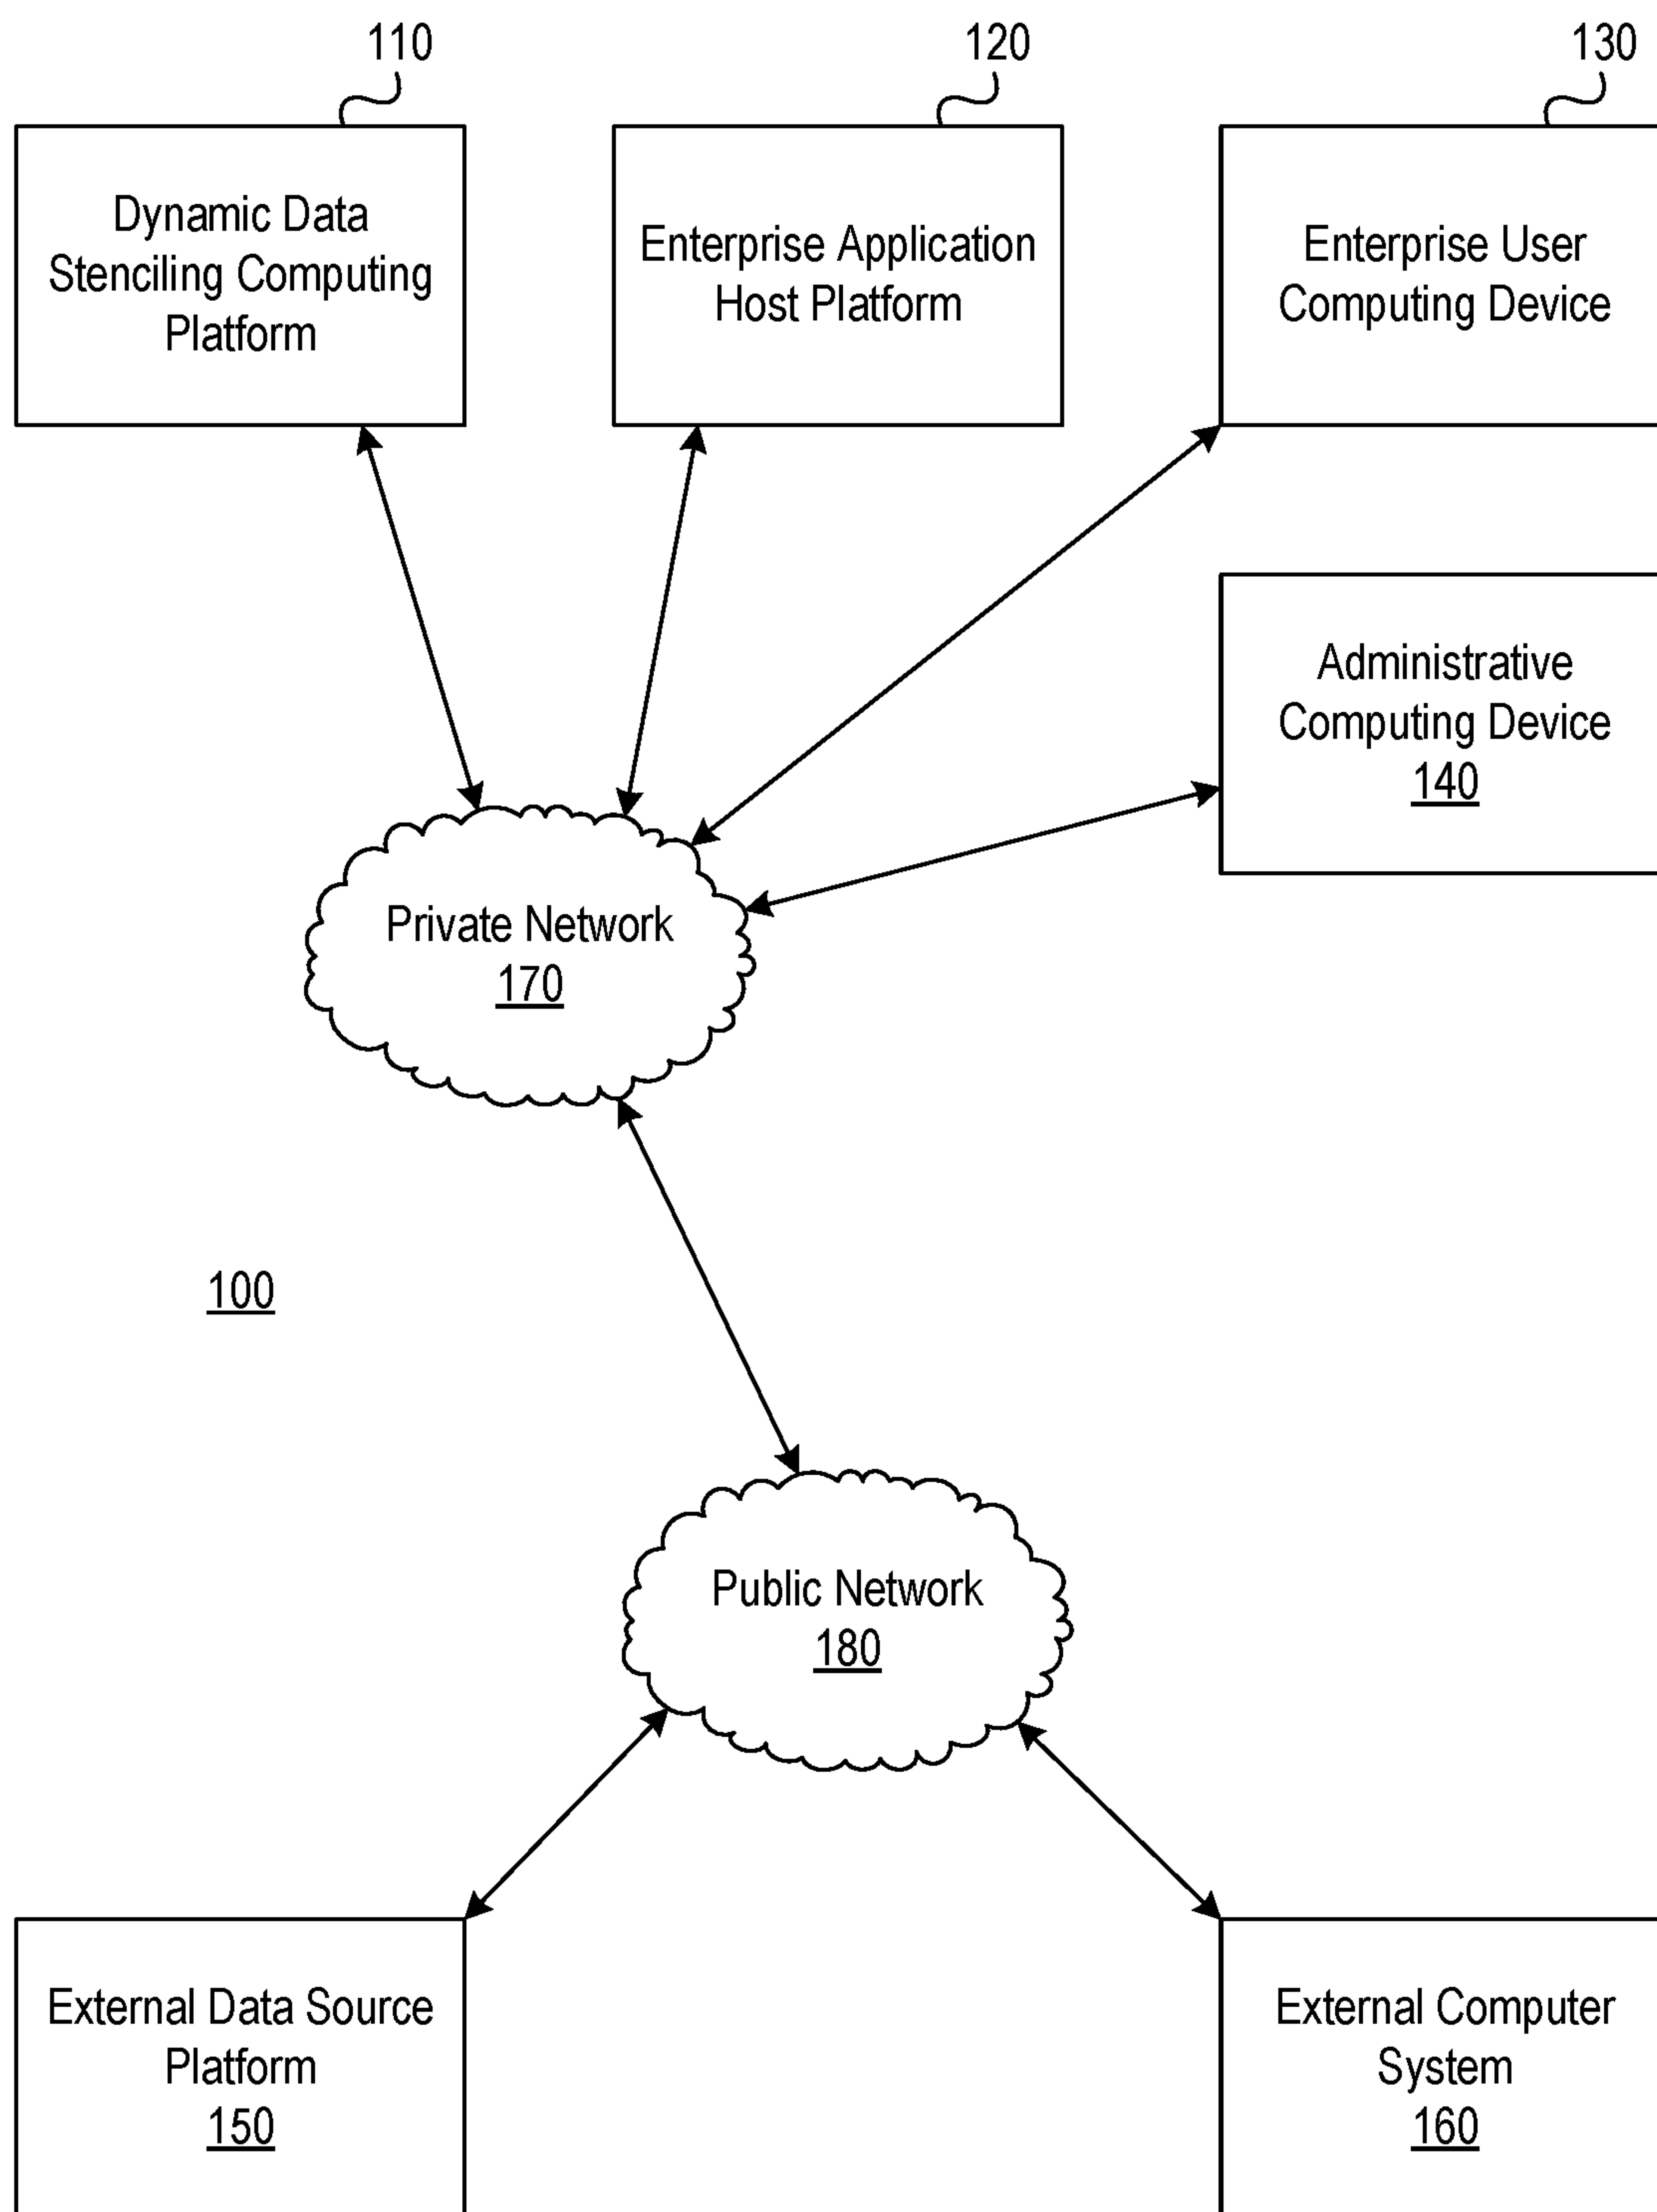 110
120
130
Dynamic Data
Stenciling Computing
Platform
Enterprise Application
Host Platform
Enterprise User
Computing Device
Administrative
Computing Device
140
Private Network
170
100
Public Network
180
External Data Source
Platform
150
External Computer
System
160